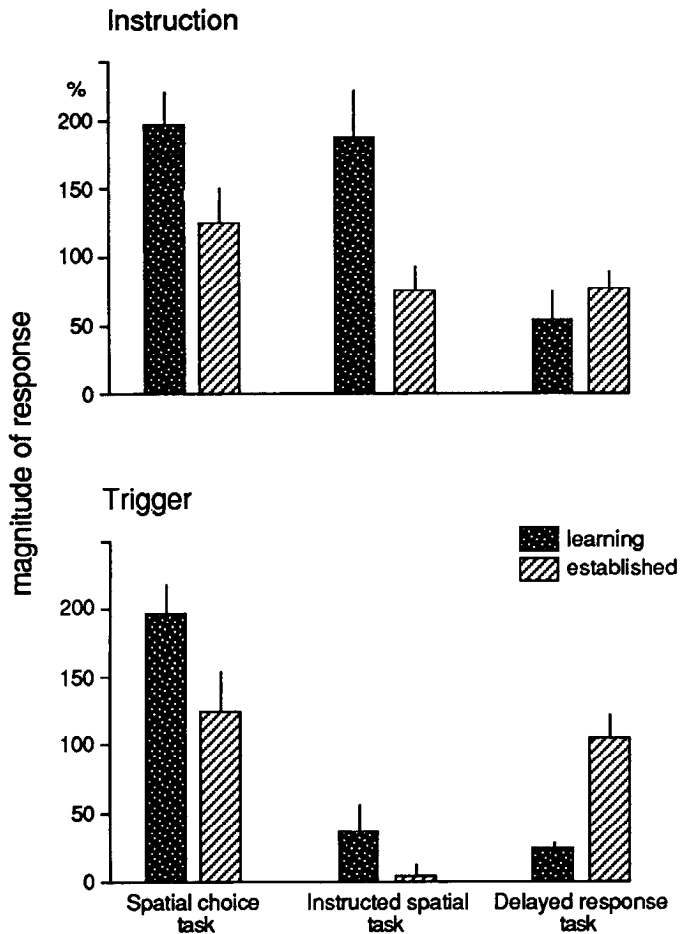 Instruction
%
200
150
100
50
0
magnitude of response
Trigger
learning
established
200
150
100
50
0
Spatial choice task
Instructed spatial task
Delayed response task